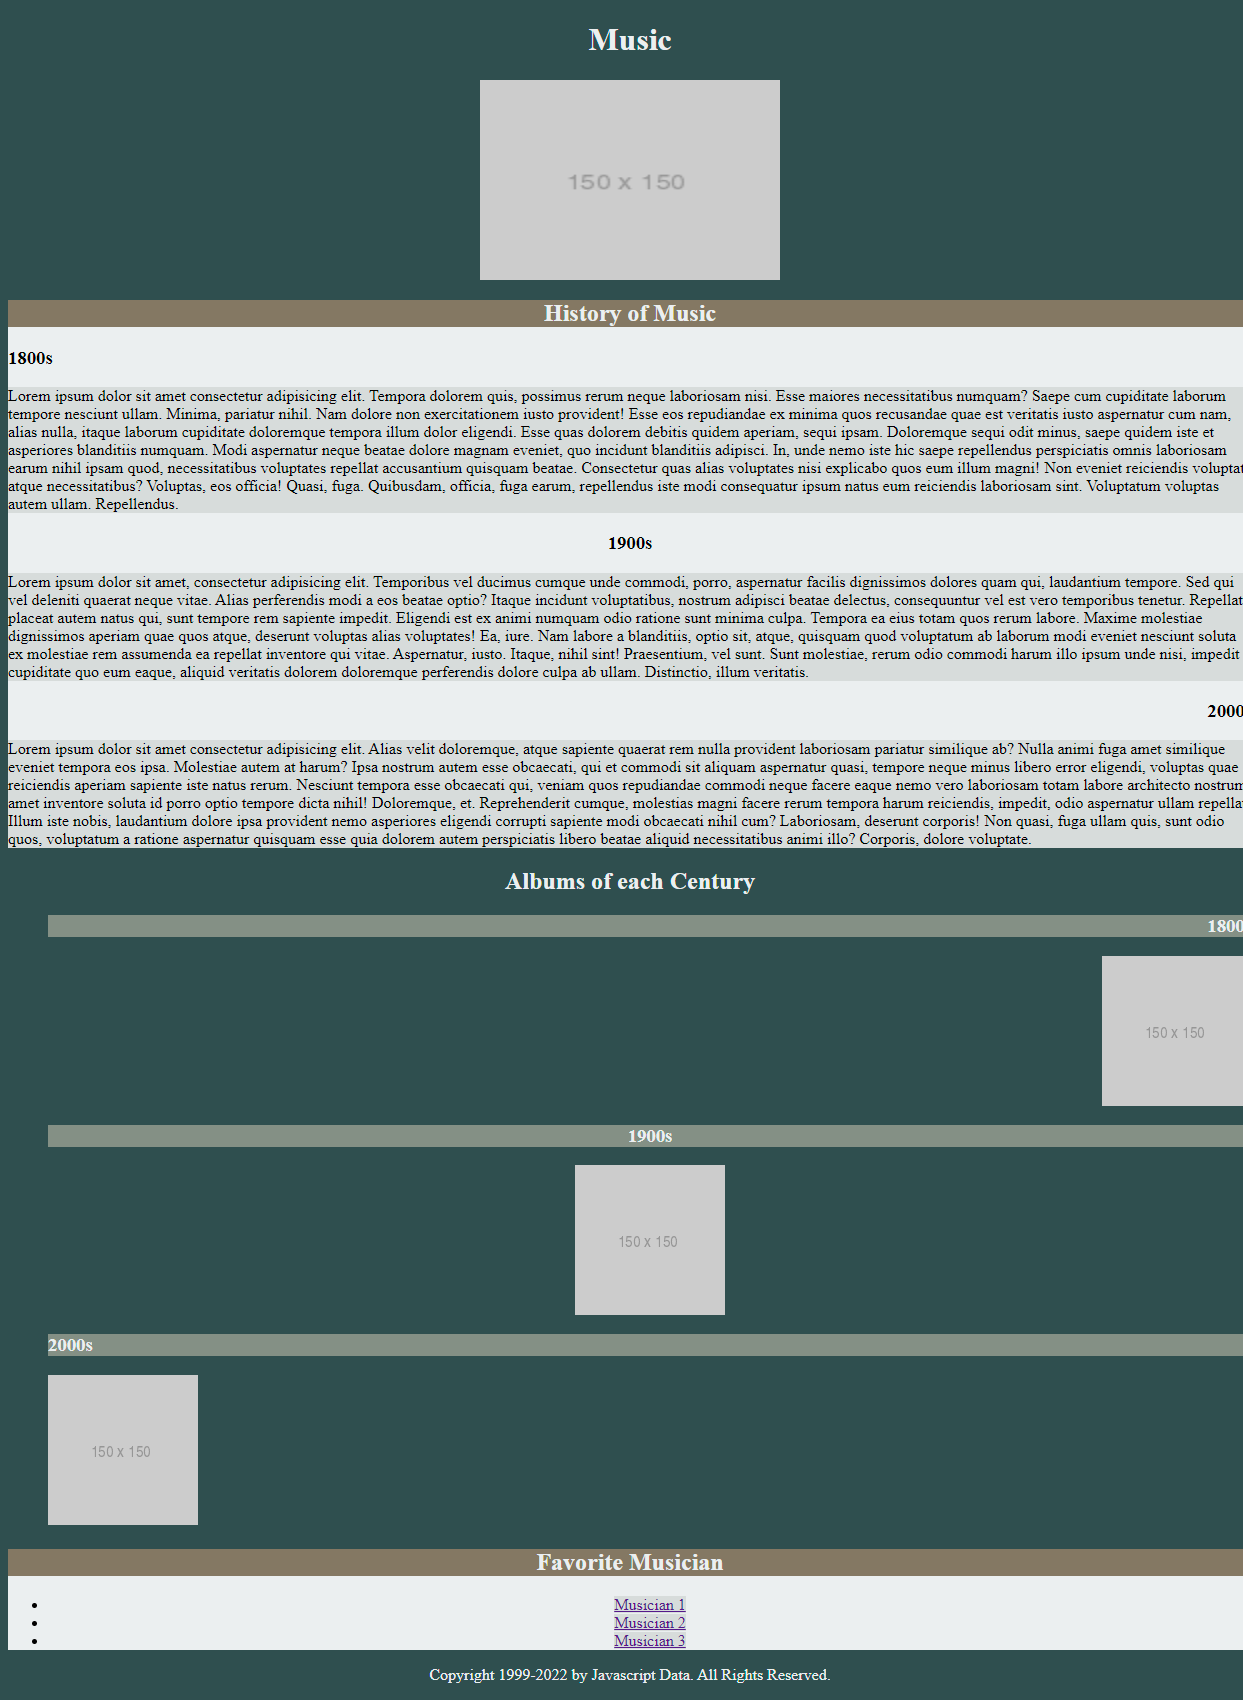 Music
150 x 150
History of Music
1800s
Lorem ipsum dolor sit amet consectetur adipisicing elit. Tempora dolorem quis, possimus rerum neque laboriosam nisi. Esse maiores necessitatibus numquam? Saepe cum cupiditate laborum
tempore nesciunt ullam. Minima, pariatur nihil. Nam dolore non exercitationem iusto provident! Esse eos repudiandae ex minima quos recusandae quae est veritatis iusto aspernatur cum nam,
alias nulla, itaque laborum cupiditate doloremque tempora illum dolor eligendi. Esse quas dolorem debitis quidem aperiam, sequi ipsam. Doloremque sequi odit minus, saepe quidem iste et
asperiores blanditiis numquam. Modi aspernatur neque beatae dolore magnam eveniet, quo incidunt blanditiis adipisci. In, unde nemo iste hic saepe repellendus perspiciatis omnis laboriosam
earum nihil ipsam quod, necessitatibus voluptates repellat accusantium quisquam beatae. Consectetur quas alias voluptates nisi explicabo quos eum illum magni! Non eveniet reiciendis voluptat
atque necessitatibus? Voluptas, eos officia! Quasi, fuga. Quibusdam, officia, fuga earum, repellendus iste modi consequatur ipsum natus eum reiciendis laboriosam sint. Voluptatum voluptas
autem ullam. Repellendus.
1900s
Lorem ipsum dolor sit amet, consectetur adipisicing elit. Temporibus vel ducimus cumque unde commodi, porro, aspernatur facilis dignissimos dolores quam qui, laudantium tempore. Sed qui
vel deleniti quaerat neque vitae. Alias perferendis modi a eos beatae optio? Itaque incidunt voluptatibus, nostrum adipisci beatae delectus, consequuntur vel est vero temporibus tenetur. Repellat
placeat autem natus qui, sunt tempore rem sapiente impedit. Eligendi est ex animi numquam odio ratione sunt minima culpa. Tempora ea eius totam quos rerum labore. Maxime molestiae
dignissimos aperiam quae quos atque, deserunt voluptas alias voluptates! Ea, iure. Nam labore a blanditiis, optio sit, atque, quisquam quod voluptatum ab laborum modi eveniet nesciunt soluta
ex molestiae rem assumenda ea repellat inventore qui vitae. Aspernatur, iusto. Itaque, nihil sint! Praesentium, vel sunt. Sunt molestiae, rerum odio commodi harum illo ipsum unde nisi, impedit
cupiditate quo eum eaque, aliquid veritatis dolorem doloremque perferendis dolore culpa ab ullam. Distinctio, illum veritatis.
2000
Lorem ipsum dolor sit amet consectetur adipisicing elit. Alias velit doloremque, atque sapiente quaerat rem nulla provident laboriosam pariatur similique ab? Nulla animi fuga amet similique
eveniet tempora eos ipsa. Molestiae autem at harum? Ipsa nostrum autem esse obcaecati, qui et commodi sit aliquam aspernatur quasi, tempore neque minus libero error eligendi, voluptas quae
reiciendis aperiam sapiente iste natus rerum. Nesciunt tempora esse obcaecati qui, veniam quos repudiandae commodi neque facere eaque nemo vero laboriosam totam labore architecto nostrum
amet inventore soluta id porro optio tempore dicta nihil! Doloremque, et. Reprehenderit cumque, molestias magni facere rerum tempora harum reiciendis, impedit, odio aspernatur ullam repellat
Illum iste nobis, laudantium dolore ipsa provident nemo asperiores eligendi corrupti sapiente modi obcaecati nihil cum? Laboriosam, deserunt corporis! Non quasi, fuga ullam quis, sunt odio
quos, voluptatum a ratione aspernatur quisquam esse quia dolorem autem perspiciatis libero beatae aliquid necessitatibus animi illo? Corporis, dolore voluptate.
Albums of each Century
1800
150 x 150
1900s
150 x 150
2000s
150 x 150
Favorite Musician
• Musician 1
• Musician 2
• Musician 3
Copyright 1999-2022 by Javascript Data. All Rights Reserved.